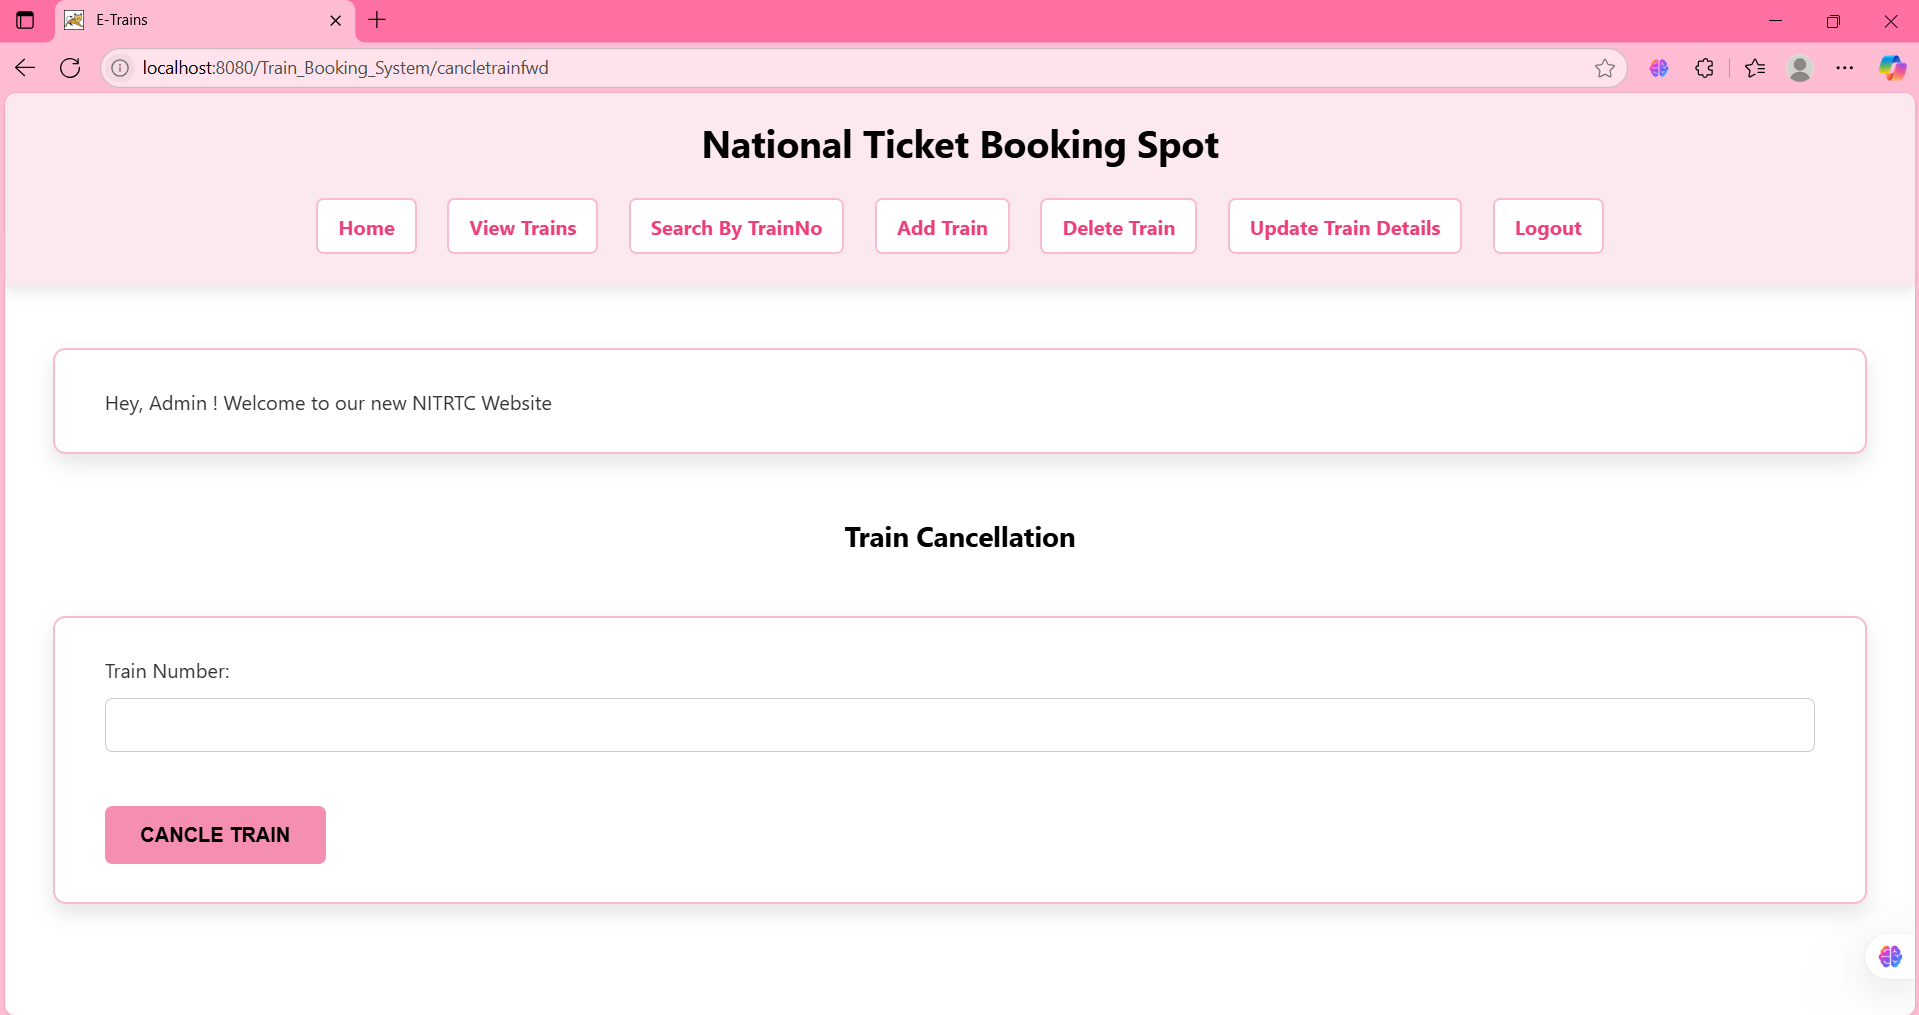 E-Trains
localhost:8080/Train_Booking_System/cancletrainfwd
National Ticket Booking Spot
Home View Trains Search By TrainNo Add Train Delete Train Update Train Details Logout
Hey, Admin ! Welcome to our new NITRTC Website
Train Cancellation
Train Number:
CANCLE TRAIN